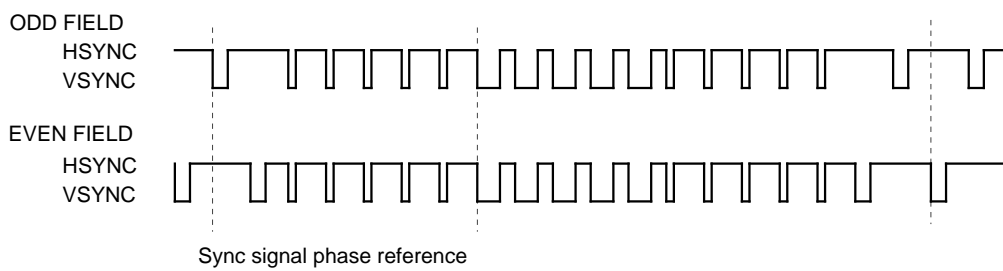 ODD FIELD
HSYNC
VSYNC
EVEN FIELD
HSYNC
VSYNC
Sync signal phase reference